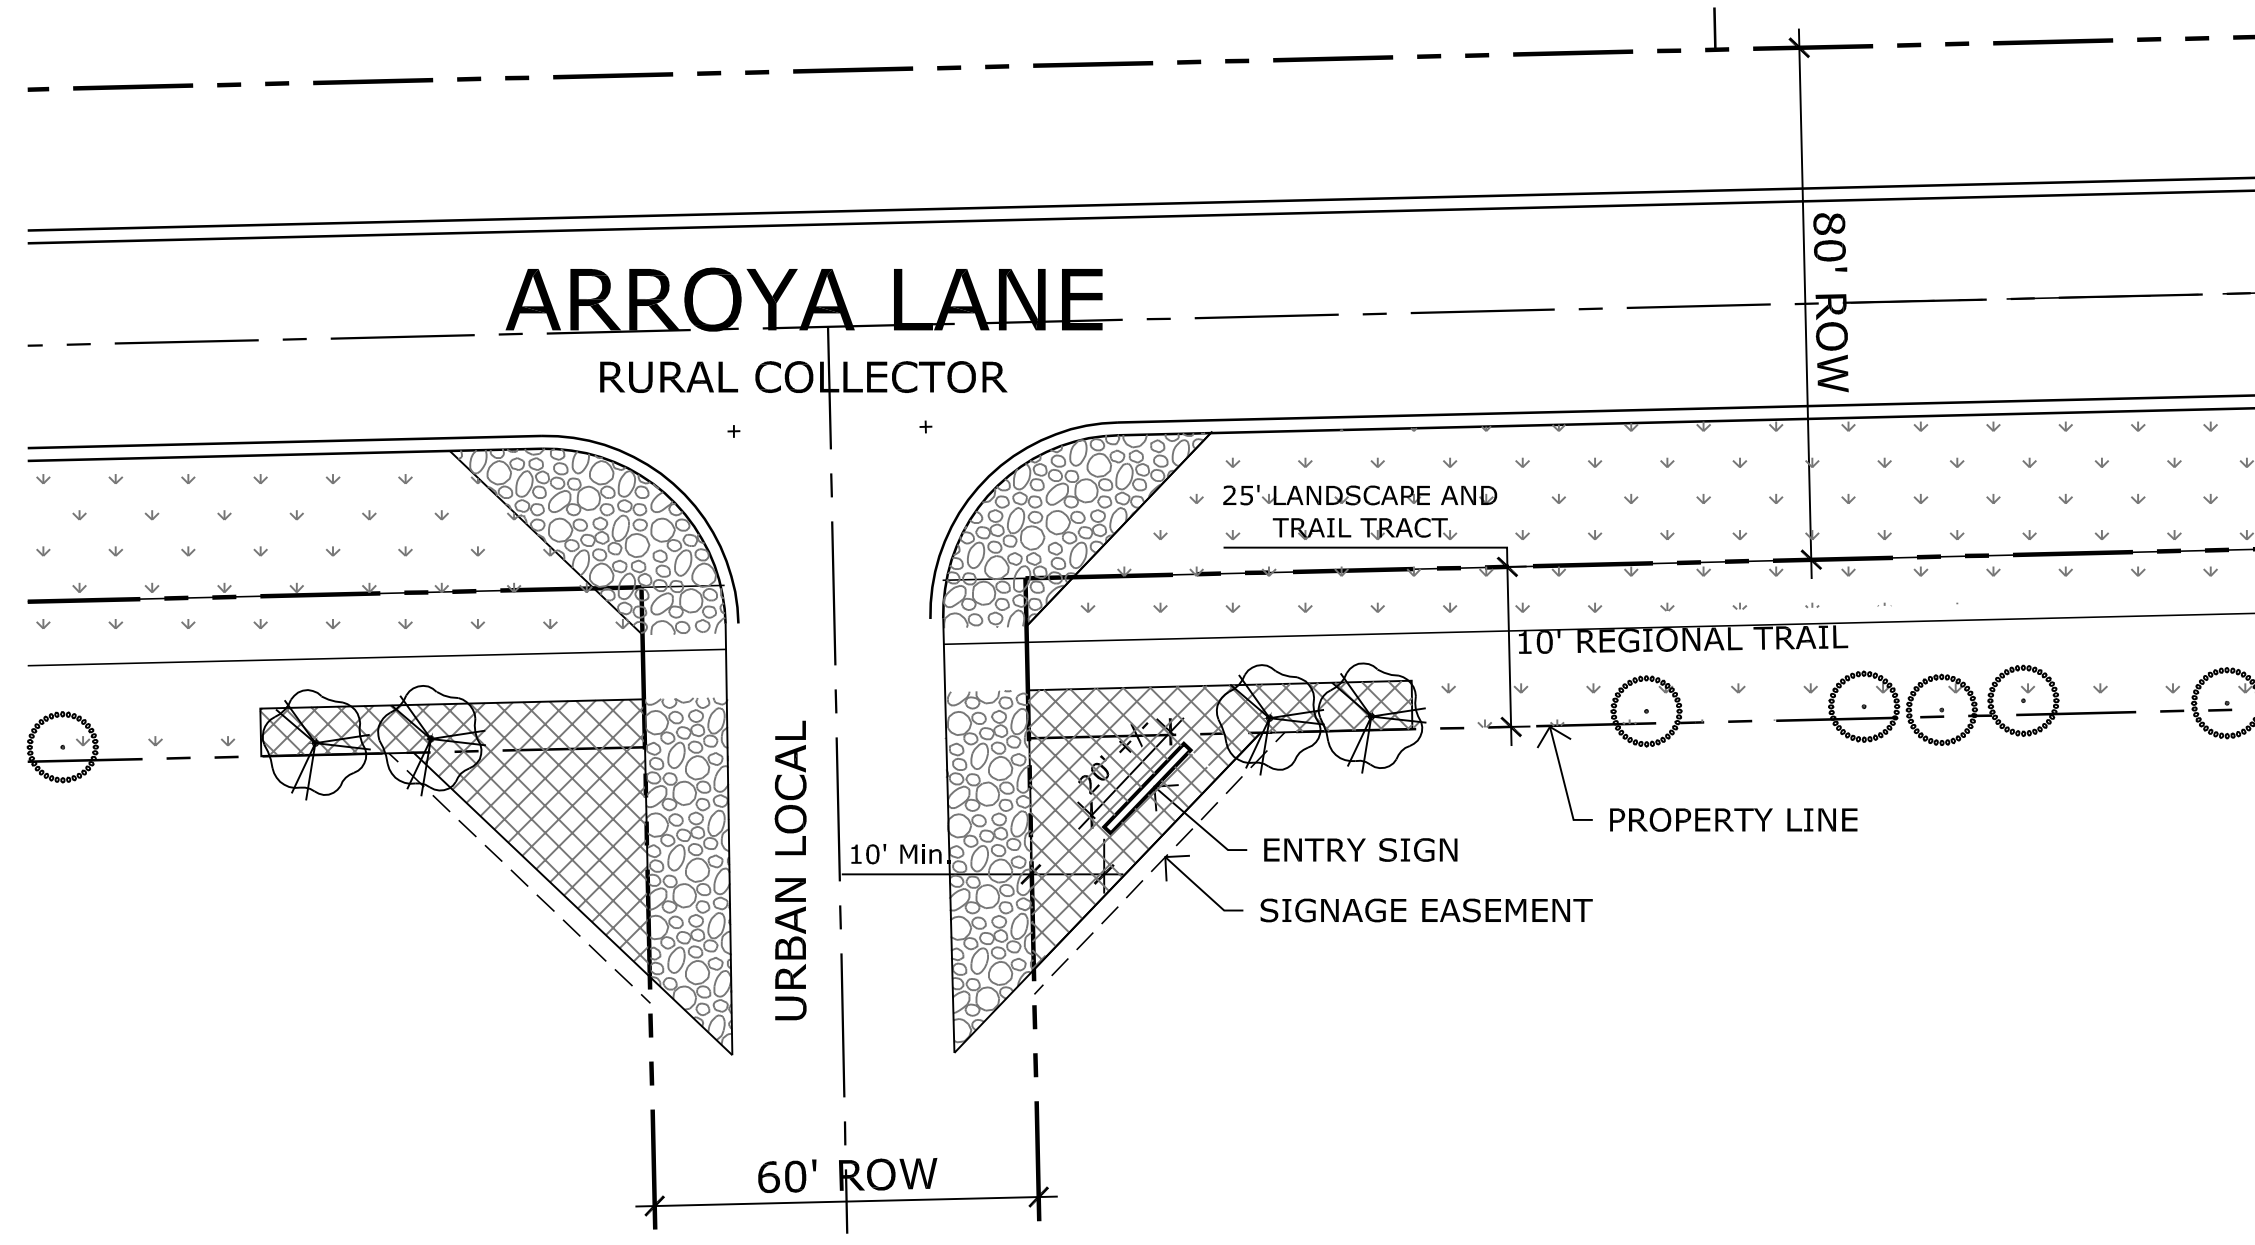 ARROYA LANE
RURAL COLLECTOR
80' ROW
25' LANDSCAPE AND
TRAIL TRACT
10' REGIONAL TRAIL
20'
PROPERTY LINE
ENTRY SIGN
10' Min.
SIGNAGE EASEMENT
URBAN LOCAL
60' ROW